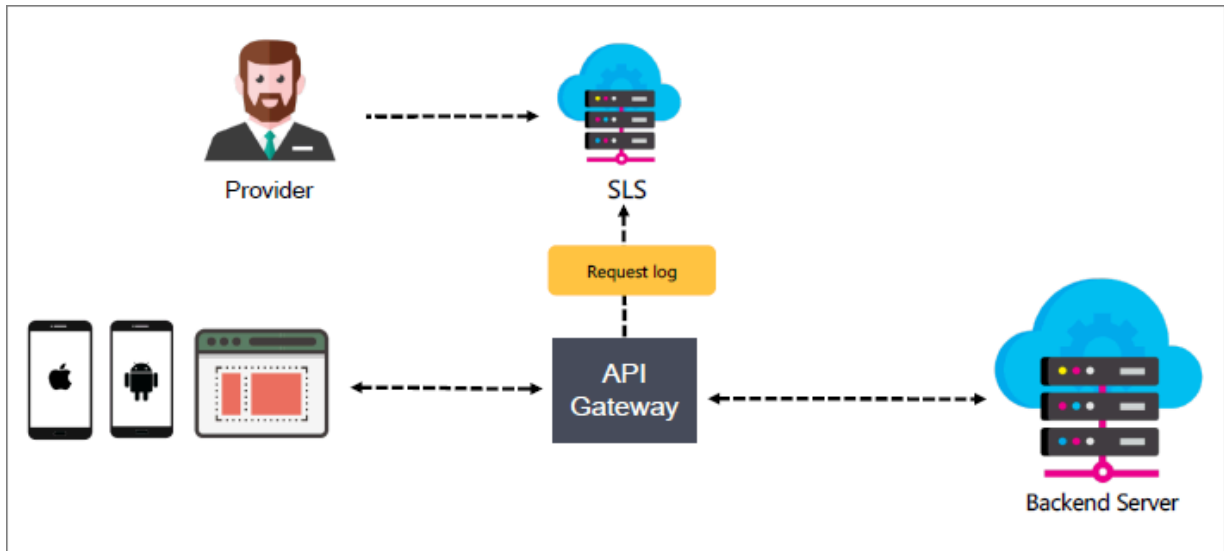 Provider
SLS
Request log
API
Gateway
Backend Server